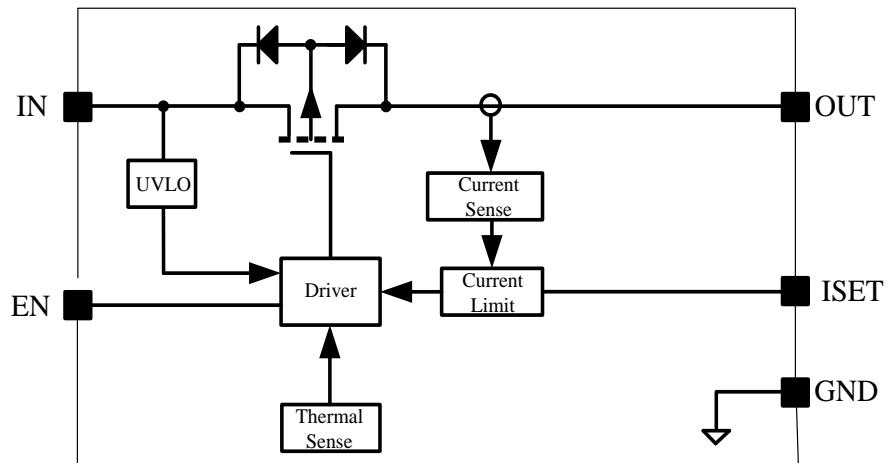 IN
OUT
UVLO
Current
Sense
EN
Driver
Current
Limit
ISET
GND
Thermal
Sense